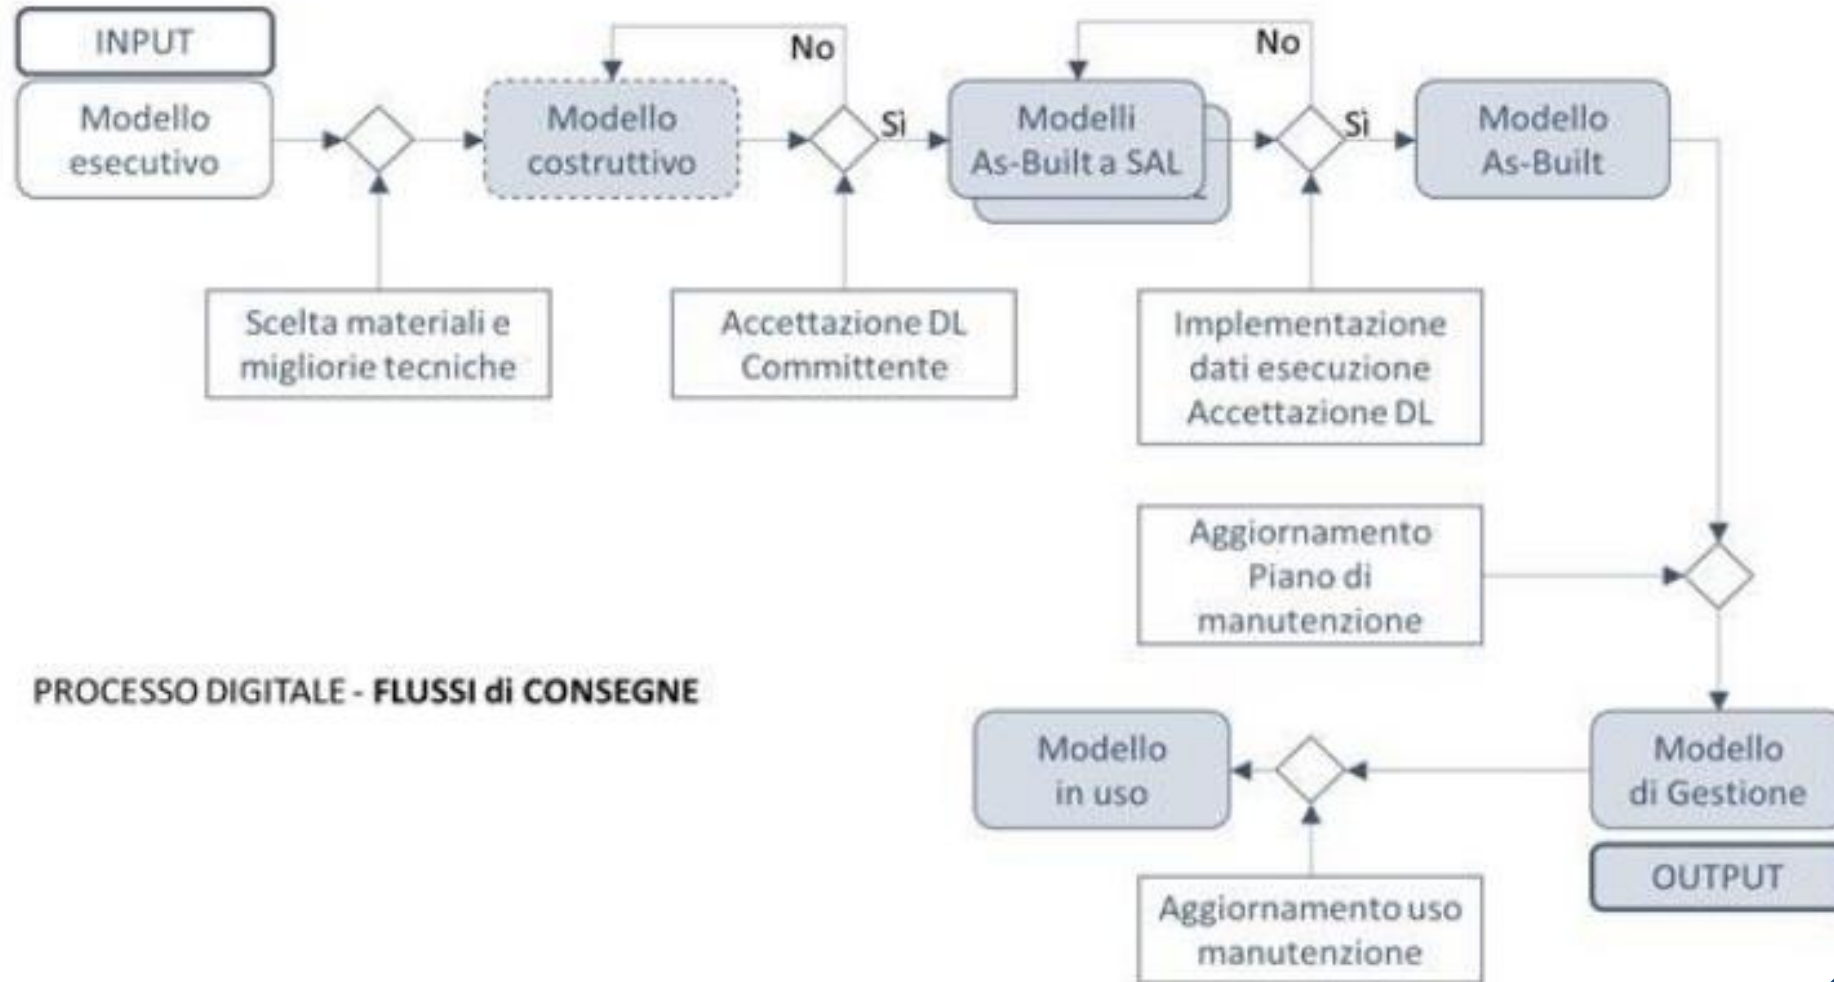 INPUT
Modello
esecutivo
Modello
costruttivo
No
Sì
Modelli
As-Built a SAL
No
Sì
Modello
As-Built
Scelta materiali e
migliorie tecniche
Accettazione DL
Committente
Implementazione
dati esecuzione
Accettazione DL
Aggiornamento
Piano di
manutenzione
PROCESSO DIGITALE - FLUSSI di CONSEGNE
Modello
in uso
Modello
di Gestione
OUTPUT
Aggiornamento uso
manutenzione